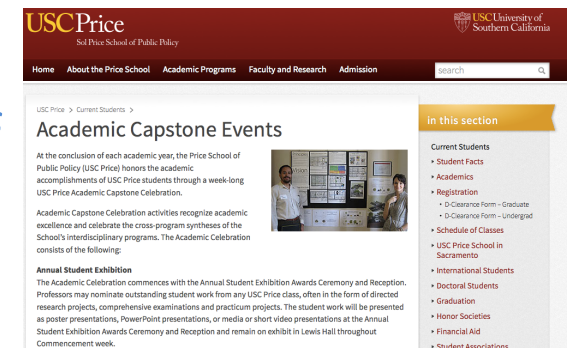 USC Price
Sol Price School of Public Policy
USC University of
Southern California
Home About the Price School Academic Programs Faculty and Research Admission
search
USC Price > Current Students >
Academic Capstone Events
At the conclusion of each academic year, the Price School of
Public Policy (USC Price) honors the academic
accomplishments of USC Price students through a week-long
USC Price Academic Capstone Celebration.
Academic Capstone Celebration activities recognize academic
excellence and celebrate the cross-program syntheses of the
School's interdisciplinary programs. The Academic Celebration
consists of the following:
Annual Student Exhibition
The Academic Celebration commences with the Annual Student Exhibition Awards Ceremony and Reception.
Professors may nominate outstanding student work from any USC Price class, often in the form of directed
research projects, comprehensive examinations and practicum projects. The student work will be presented
as poster presentations, PowerPoint presentations, or media or short video presentations at the Annual
Student Exhibition Awards Ceremony and Reception and remain on exhibit in Lewis Hall throughout
Commencement week.
In this section
Current Students
Student Facts
Academics
Registration
• D-Clearance Form – Graduate
• D-Clearance Form – Undergrad
Schedule of Classes
USC Price School in
Sacramento
International Students
Doctoral Students
Graduation
Honor Societies
Financial Aid
Student Associations